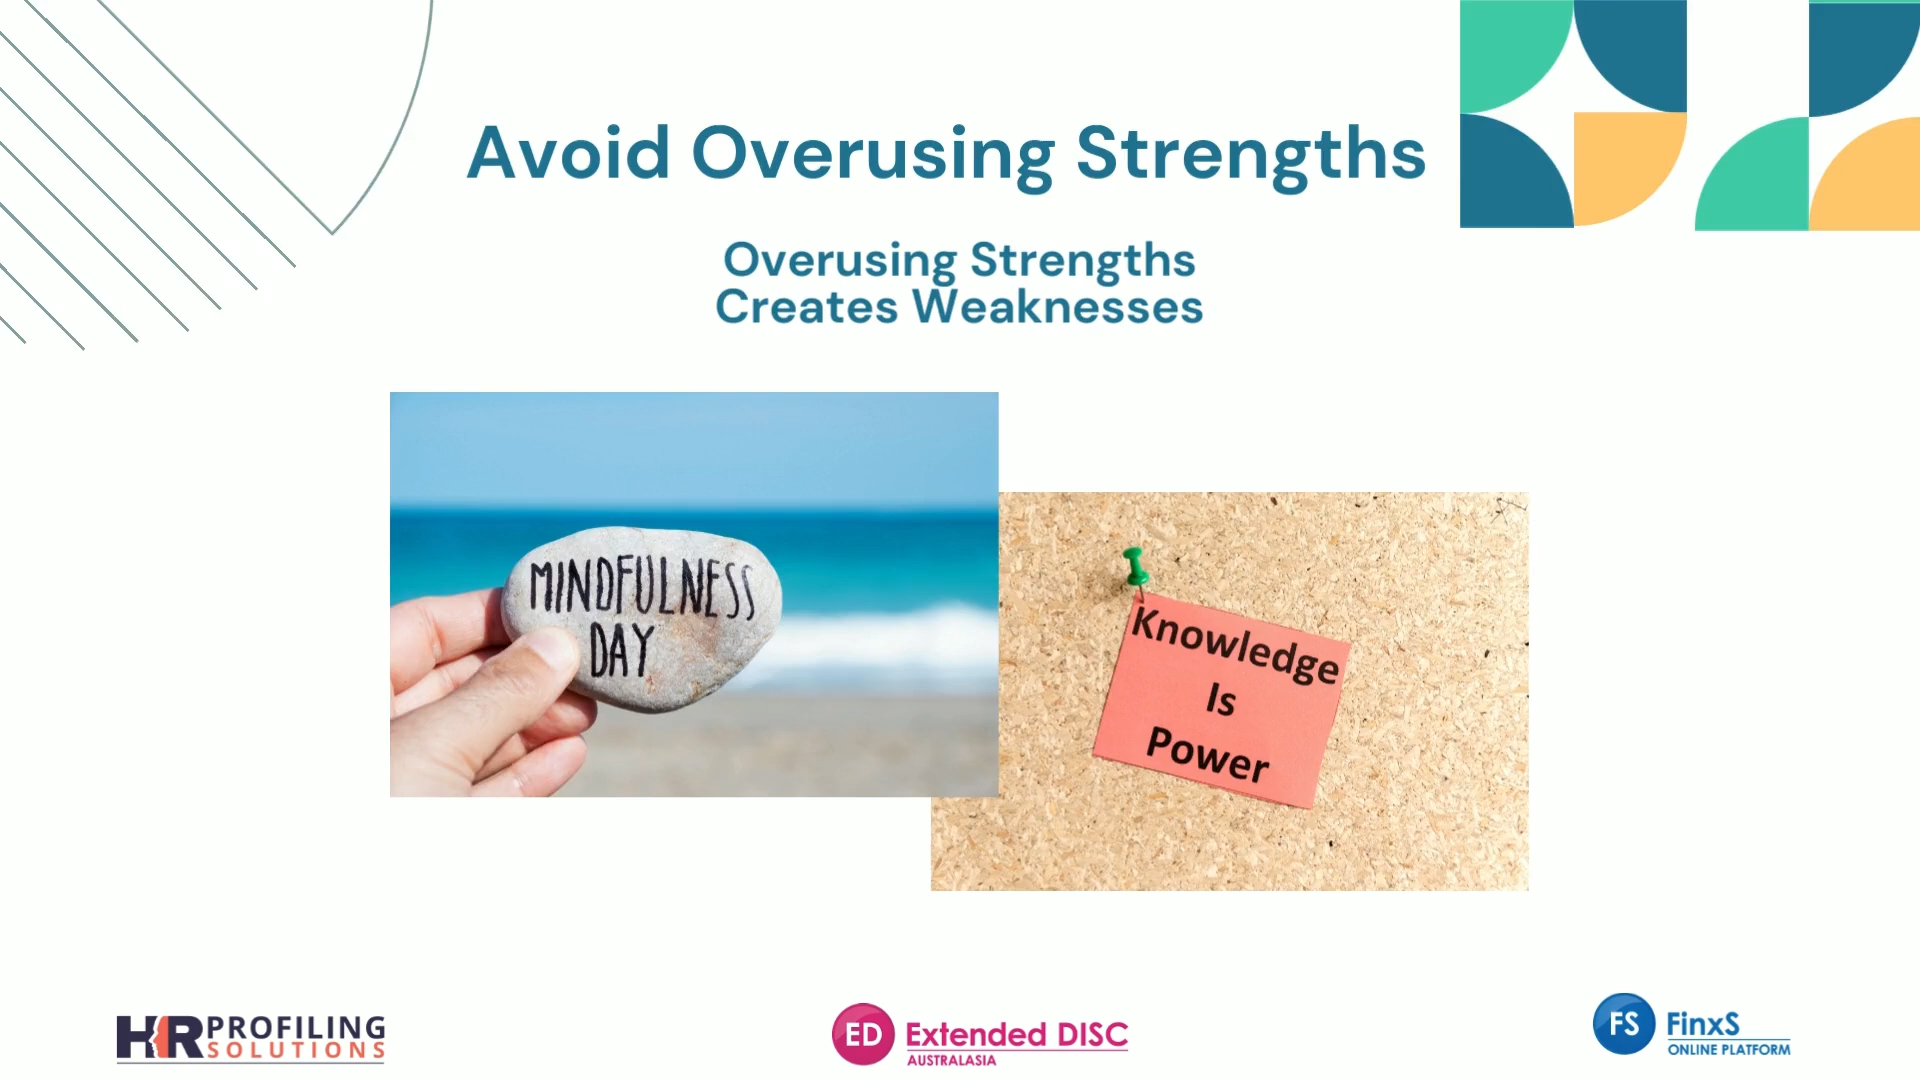 Avoid Overusing Strengths
Overusing Strengths
Creates Weaknesses
MINDFULNESS
DAY
Knowledge
Is
Power
HR PROFILING
SOLUTIONS
ED Extended DISC
AUSTRALASIA
FS FinxS
ONLINE PLATFORM